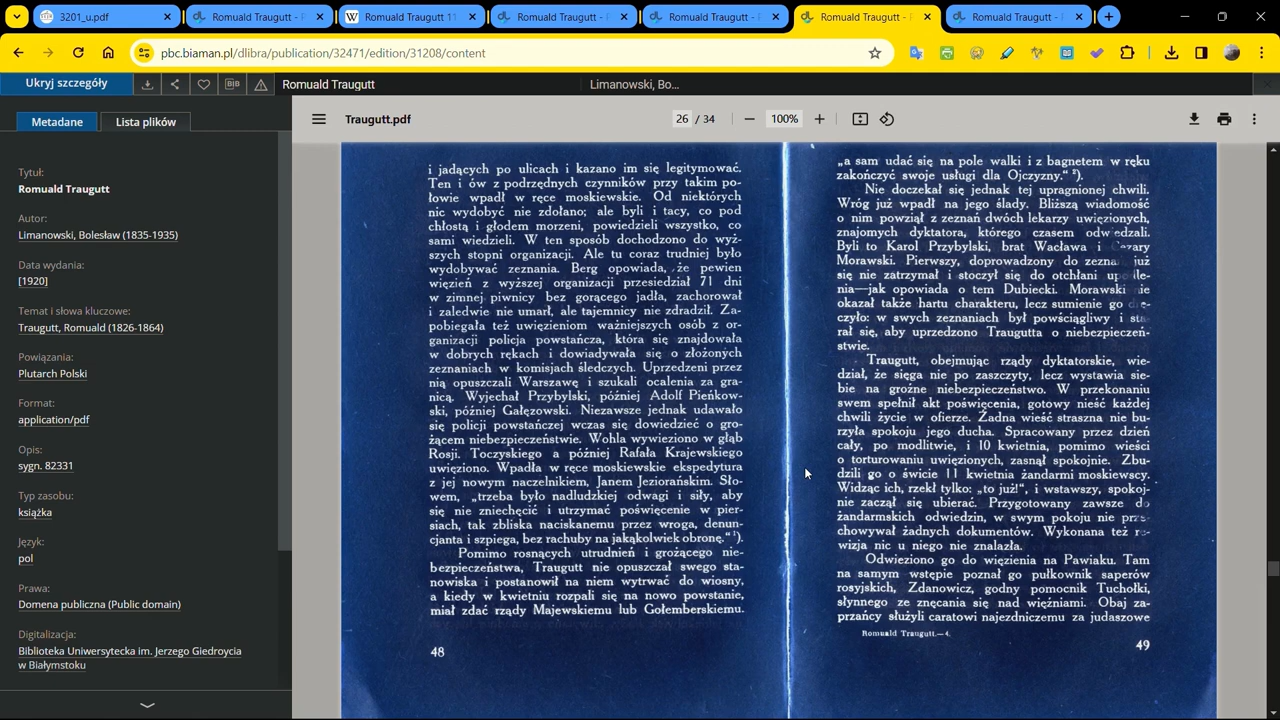 3201_u.pdf
Romuald Traugutt - P
Romuald Traugutt 11
Romuald Traugutt - P
Romuald Traugutt - P
Romuald Traugutt - P
pbc.biaman.pl/dlibra/publication/32471/edition/31208/content
Ukryj szczegóły
BIB
Romuald Traugutt
Limanowski, Bo...
Metadane
Lista plików
Tytuł:
Romuald Traugutt
Autor:
Limanowski, Bolesław (1835-1935)
Data wydania:
[1920]
Temat i słowa kluczowe:
Traugutt, Romuald (1826-1864)
Powiązania:
Plutarch Polski
Format:
application/pdf
Opis:
sygn. 82331
Typ zasobu:
książka
Język:
pol
Prawa:
Domena publiczna (Public domain)
Digitalizacja:
Biblioteka Uniwersytecka im. Jerzego Giedroycia
w Białymstoku
Traugutt.pdf
26 / 34
100%
i jadących po ulicach i kazano im się legitymować.
Ten i ów z podrzędnych czynników przy takim po-
łowie wpadł w ręce moskiewskie. Od niektórych
nic wydobyć nie zdołano; ale byli i tacy, co pod
chłostą i głodem morzeni, powiedzieli wszystko, co
sami wiedzieli. W ten sposób dochodzono do wyż-
szych stopni organizacji. Ale tu coraz trudniej było
wydobywać zeznania. Berg opowiada, że pewien
więzień z wyższej organizacji przesiedział 71 dni
w zimnej piwnicy bez gorącego jadła, zachorował
i zaledwie nie umarł, ale tajemnicy nie zdradził. Za-
pobiegała też uwięzieniom ważniejszych osób z or-
ganizacji policja powstańcza, która się znajdowała
w dobrych rękach i dowiadywała się o złożonych
zeznaniach w komisjach śledczych. Uprzedzeni przez
nią opuszczali Warszawę i szukali ocalenia za gra-
nicą. Wyjechał Przybylski, później Adolf Pieńkow-
ski, później Gałęzowski. Niezawsze jednak udawało
się policji powstańczej wczas się dowiedzieć o gro-
żącem niebezpieczeństwie. Wohla wywieziono w głąb
Rosji. Toczyskiego a później Rafała Krajewskiego
uwięziono. Wpadła w ręce moskiewskie ekspedytura
z jej nowym naczelnikiem, Janem Jeziorańskim. Sło-
wem, „trzeba było nadludzkiej odwagi i siły, aby
się nie zniechęcić i utrzymać poświęcenie w pier-
siach, tak zbliska naciskanemu przez wroga, denun-
cjanta i szpiega, bez rachuby na jakąkolwiek obronę.“ ¹).
Pomimo rosnących utrudnień i grożącego nie-
bezpieczeństwa, Traugutt nie opuszczał swego sta-
nowiska i postanowił na niem wytrwać do wiosny,
a kiedy w kwietniu rozpali się na nowo powstanie,
miał zdać rządy Majewskiemu lub Gołemberskiemu.
48
„a sam udać się na pole walki i z bagnetem w ręku
zakończyć swoje usługi dla Ojczyzny.“ ²).
Nie doczekał się jednak tej upragnionej chwili.
Wróg już wpadł na jego ślady. Bliższą wiadomość
o nim powziął z zeznań dwóch lekarzy uwięzionych,
znajomych dyktatora, którego czasem odwiedzali.
Byli to Karol Przybylski, brat Wacława i Cezary
Morawski. Pierwszy, doprowadzony do zeznań już
się nie zatrzymał i stoczył się do otchłani upodle-
nia—jak opowiada o tem Dubiecki. Morawski nie
okazał także hartu charakteru, lecz sumienie go drę-
czyło: w swych zeznaniach był powściągliwy i sta-
rał się, aby uprzedzono Traugutta o niebezpieczeń-
stwie.
Traugutt, obejmując rządy dyktatorskie, wie-
dział, że sięga nie po zaszczyty, lecz wystawia sie-
bie na groźne niebezpieczeństwo. W przekonaniu
swem spełnił akt poświęcenia, gotowy nieść każdej
chwili życie w ofierze. Żadna wieść straszna nie bu-
rzyła spokoju jego ducha. Spracowany przez dzień
cały, po modlitwie, i 10 kwietnia, pomimo wieści
o torturowaniu uwięzionych, zasnął spokojnie. Zbu-
dzili go o świcie 11 kwietnia żandarmi moskiewscy.
Widząc ich, rzekł tylko: „to już!“, i wstawszy, spokoj-
nie zaczął się ubierać. Przygotowany zawsze do
żandarmskich odwiedzin, w swym pokoju nie prze-
chowywał żadnych dokumentów. Wykonana też re-
wizja nic u niego nie znalazła.
Odwieziono go do więzienia na Pawiaku. Tam
na samym wstępie poznał go pułkownik saperów
rosyjskich, Zdanowicz, godny pomocnik Tuchołki,
słynnego ze znęcania się nad więźniami. Obaj za-
przańcy służyli caratowi najezdniczemu za judaszowe
Romuald Traugutt.—4.
49